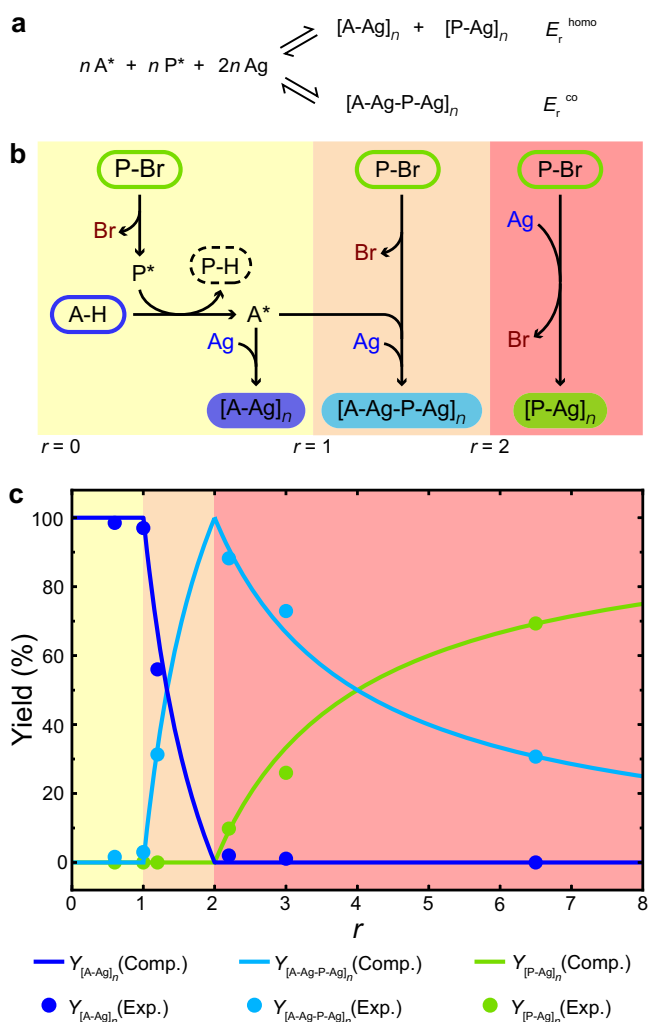 a
[A-Ag]n + [P-Ag]n Er homo
n A* + n P* + 2n Ag
[A-Ag-P-Ag]n Er co
b
P-Br P-Br P-Br
Ag
Br Br
P* P-H
A-H A*
Ag Ag Br
[A-Ag]n [A-Ag-P-Ag]n [P-Ag]n
r = 0 r = 1 r = 2
c
Yield (%)
100
80
60
40
20
0
0 1 2 3 4 5 6 7 8
r
Y[A-Ag]n(Comp.) Y[A-Ag-P-Ag]n(Comp.) Y[P-Ag]n(Comp.)
Y[A-Ag]n(Exp.) Y[A-Ag-P-Ag]n(Exp.) Y[P-Ag]n(Exp.)